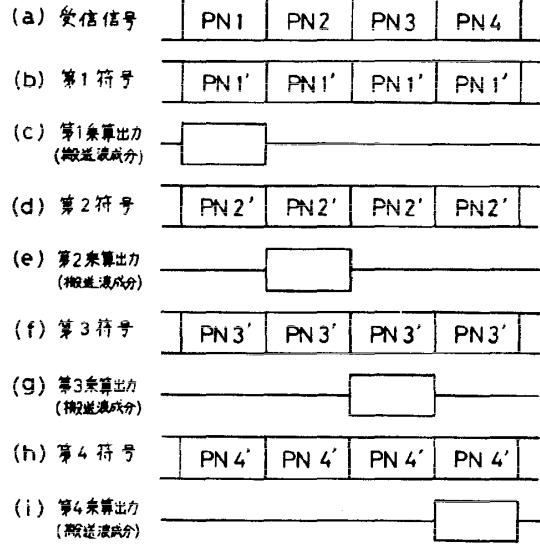 (a) 受信信号 PN1 PN2 PN3 PN4
(b) 第1符号 PN1' PN1' PN1' PN1'
(c) 第1乗算出力
(搬送波成分)
(d) 第2符号 PN2' PN2' PN2' PN2'
(e) 第2乗算出力
(搬送波成分)
(f) 第3符号 PN3' PN3' PN3' PN3'
(g) 第3乗算出力
(搬送波成分)
(h) 第4符号 PN4' PN4' PN4' PN4'
(i) 第4乗算出力
(搬送波成分)